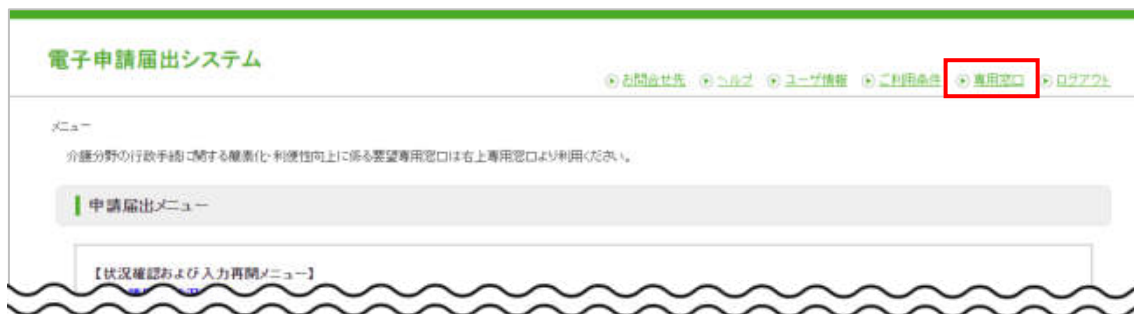 電子申請届出システム
お問合せ先 ヘルプ ユーザ情報 ご利用条件 専用窓口 ログアウト
メニュー
介護分野の行政手続に関する簡素化・利便性向上に係る要望専用窓口は右上専用窓口より利用ください。
申請届出メニュー
【状況確認および入力再開メニュー】